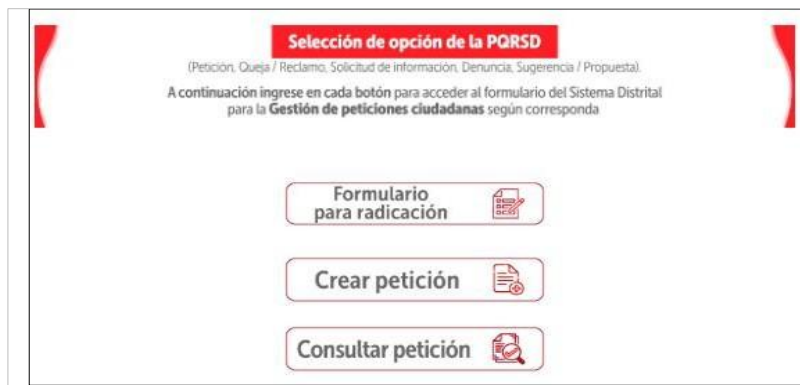 Selección de opción de la PQRSD
(Petición, Queja / Reclamo, Solicitud de información, Denuncia, Sugerencia / Propuesta).
A continuación ingrese en cada botón para acceder al formulario del Sistema Distrital
para la Gestión de peticiones ciudadanas según corresponda
Formulario
para radicación
Crear petición
Consultar petición